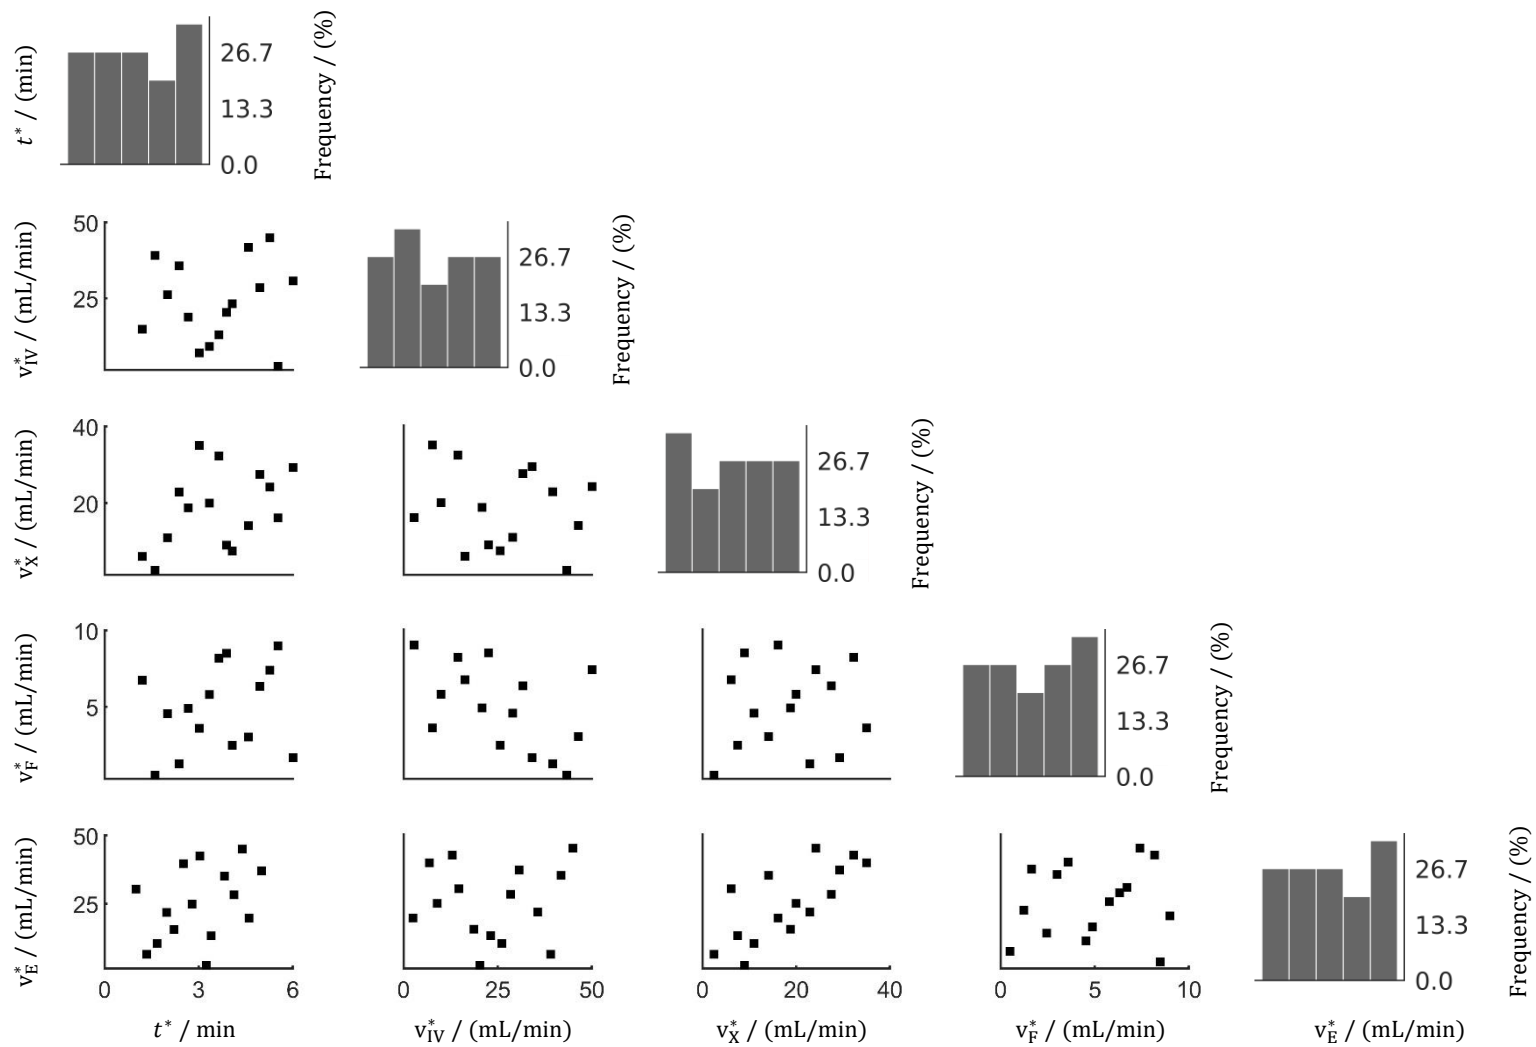 t* / (min)
26.7
13.3
0.0
Frequency / (%)
v*IV / (mL/min)
50
25
26.7
13.3
0.0
Frequency / (%)
v*X / (mL/min)
40
20
26.7
13.3
0.0
Frequency / (%)
v*F / (mL/min)
10
5
26.7
13.3
0.0
Frequency / (%)
v*E / (mL/min)
50
25
26.7
13.3
0.0
Frequency / (%)
0 3 6 0 25 50 0 20 40 0 5 10
t* / min v*IV / (mL/min) v*X / (mL/min) v*F / (mL/min) v*E / (mL/min)